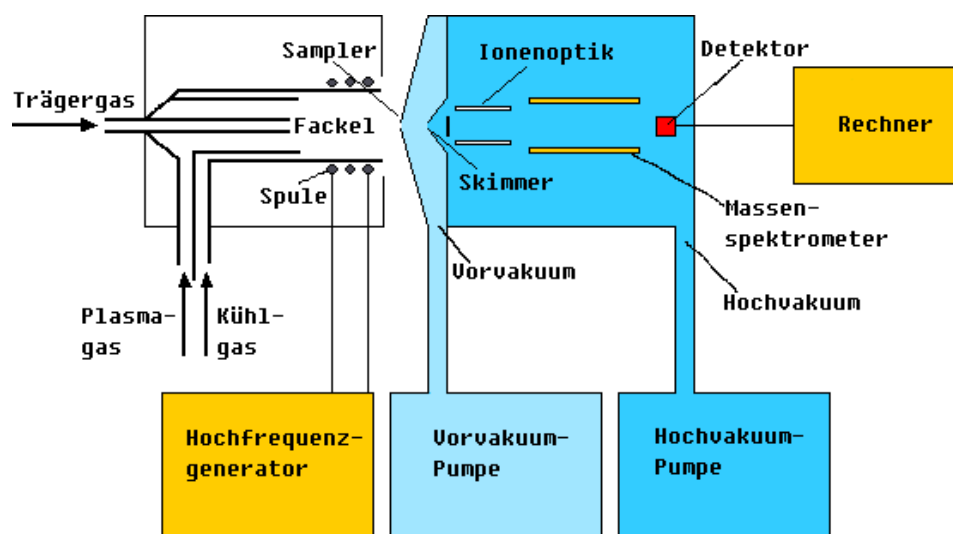 Sampler
Ionenoptik
Detektor
Trägergas
Fackel
Rechner
Spule
Skimmer
Massen-
spektrometer
Vorvakuum
Hochvakuum
Plasma-
gas
Kühl-
gas
Hochfrequenz-
generator
Vorvakuum-
Pumpe
Hochvakuum-
Pumpe